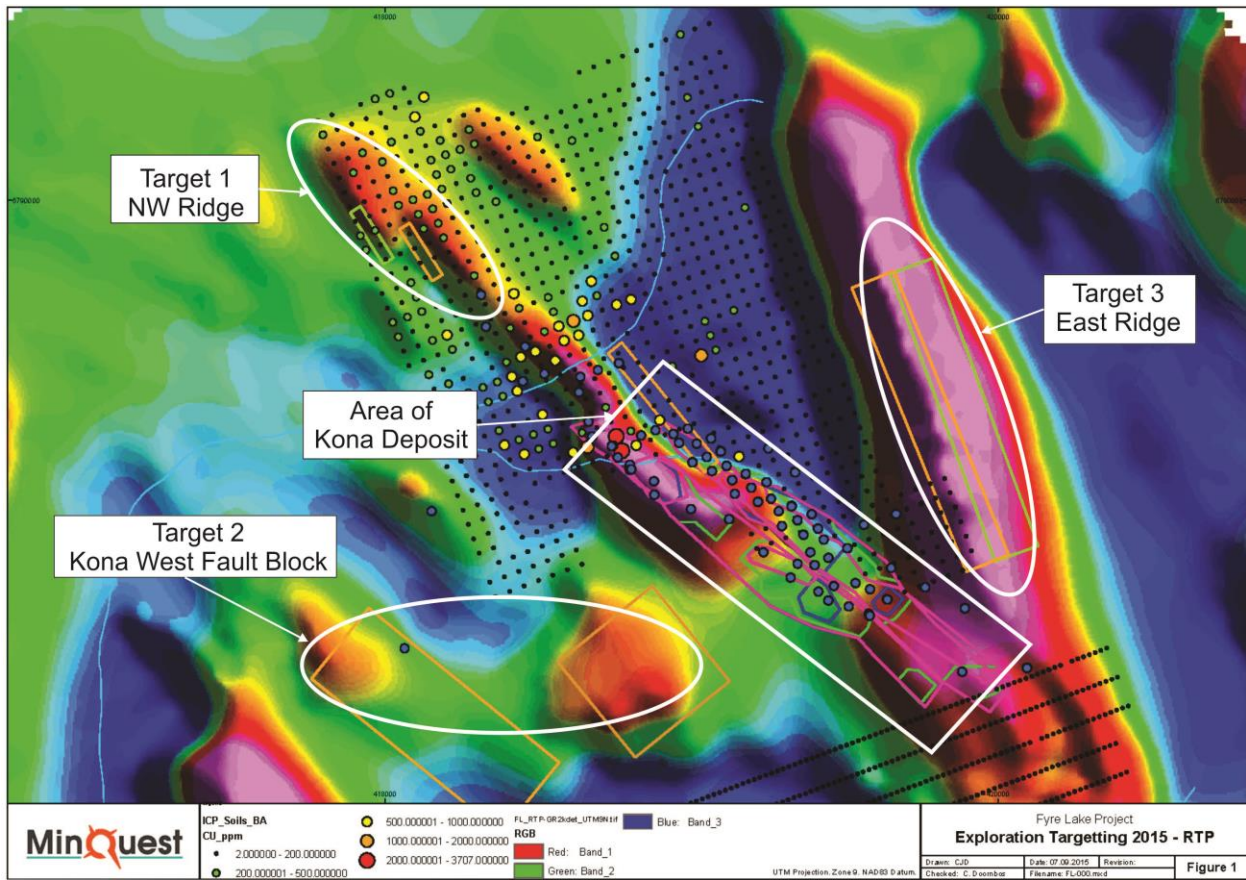 418000
420000
6790000
Target 1
NW Ridge
Target 3
East Ridge
Area of
Kona Deposit
Target 2
Kona West Fault Block
MinQuest
ICP_Soils_BA
CU_ppm
2.000000 - 200.000000
200.000001 - 500.000000
500.000001 - 1000.000000
1000.000001 - 2000.000000
2000.000001 - 3707.000000
RGB
Red: Band_1
Green: Band_2
Blue: Band_3
UTM Projection. Zone 9. NAD83 Datum.
Fyre Lake Project
Exploration Targetting 2015 - RTP
Drawn: CJD
Date: 07.09.2015
Revision:
Checked: C. Doornbos
Filename: FL-000.mxd
Figure 1